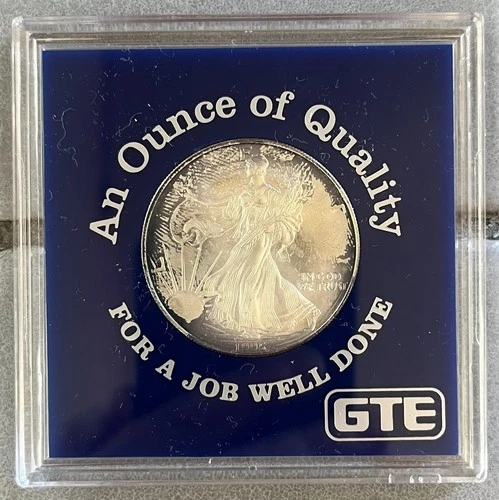 An Ounce of Quality
IN GOD
WE TRUST
FOR A JOB WELL DONE
GTE